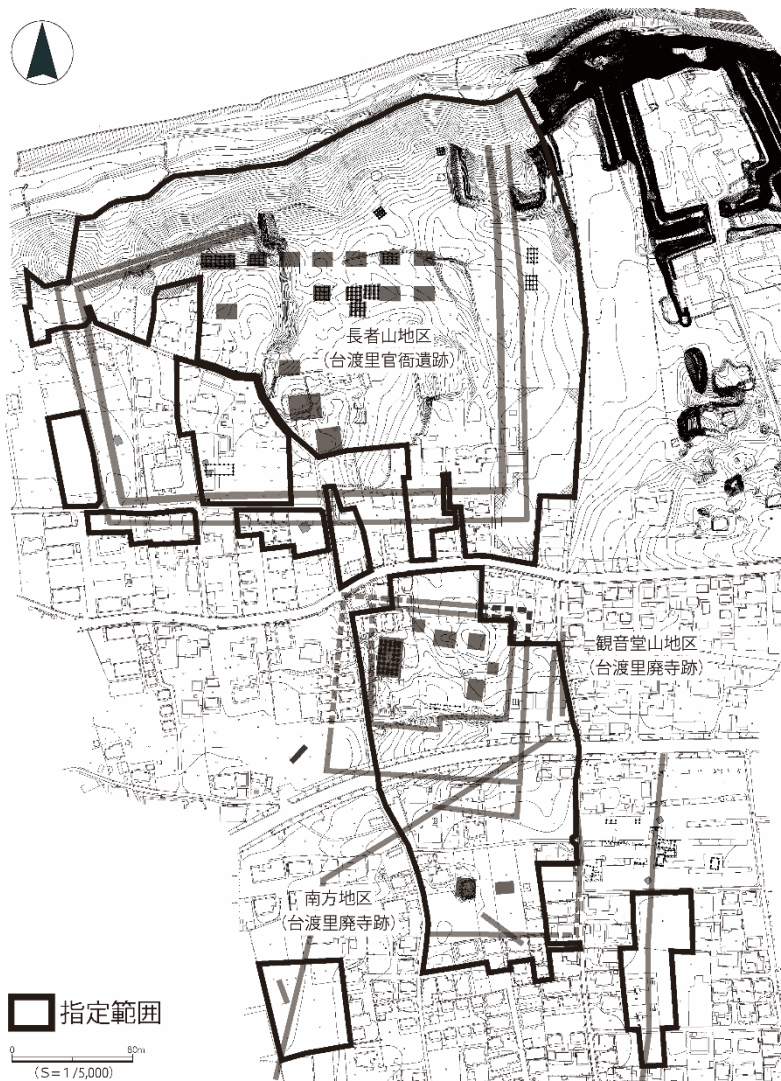 長者山地区
(台渡里官衙遺跡)
観音堂山地区
(台渡里廃寺跡)
南方地区
(台渡里廃寺跡)
指定範囲
0 80m
(S=1/5,000)